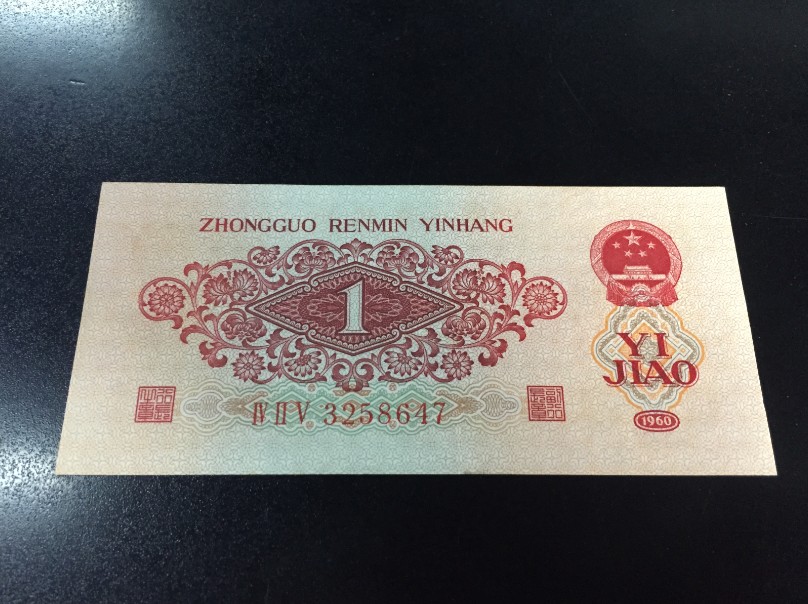 ZHONGGUO RENMIN YINHANG
1
YI
JIAO
IV II V 3258647
1960